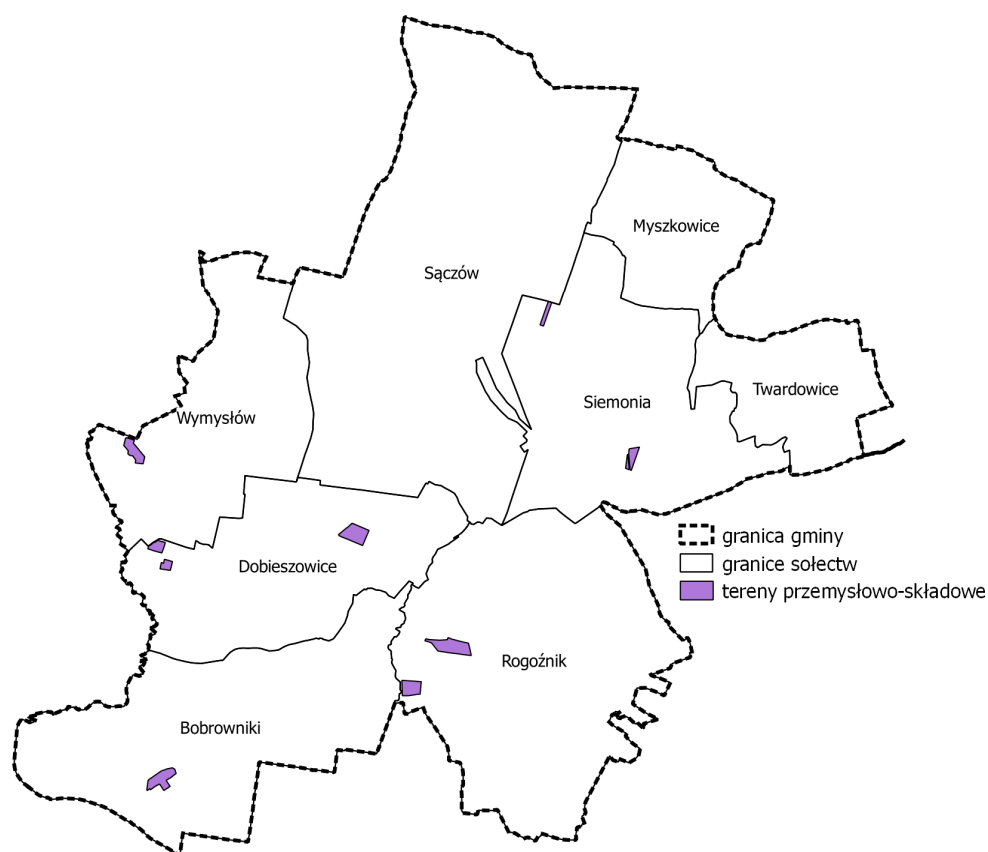 Myszkowice
Sączów
Twardowice
Siemonia
Wymysłów
granica gminy
granice sołectw
Dobieszowice
tereny przemysłowo-składowe
Rogoźnik
Bobrowniki